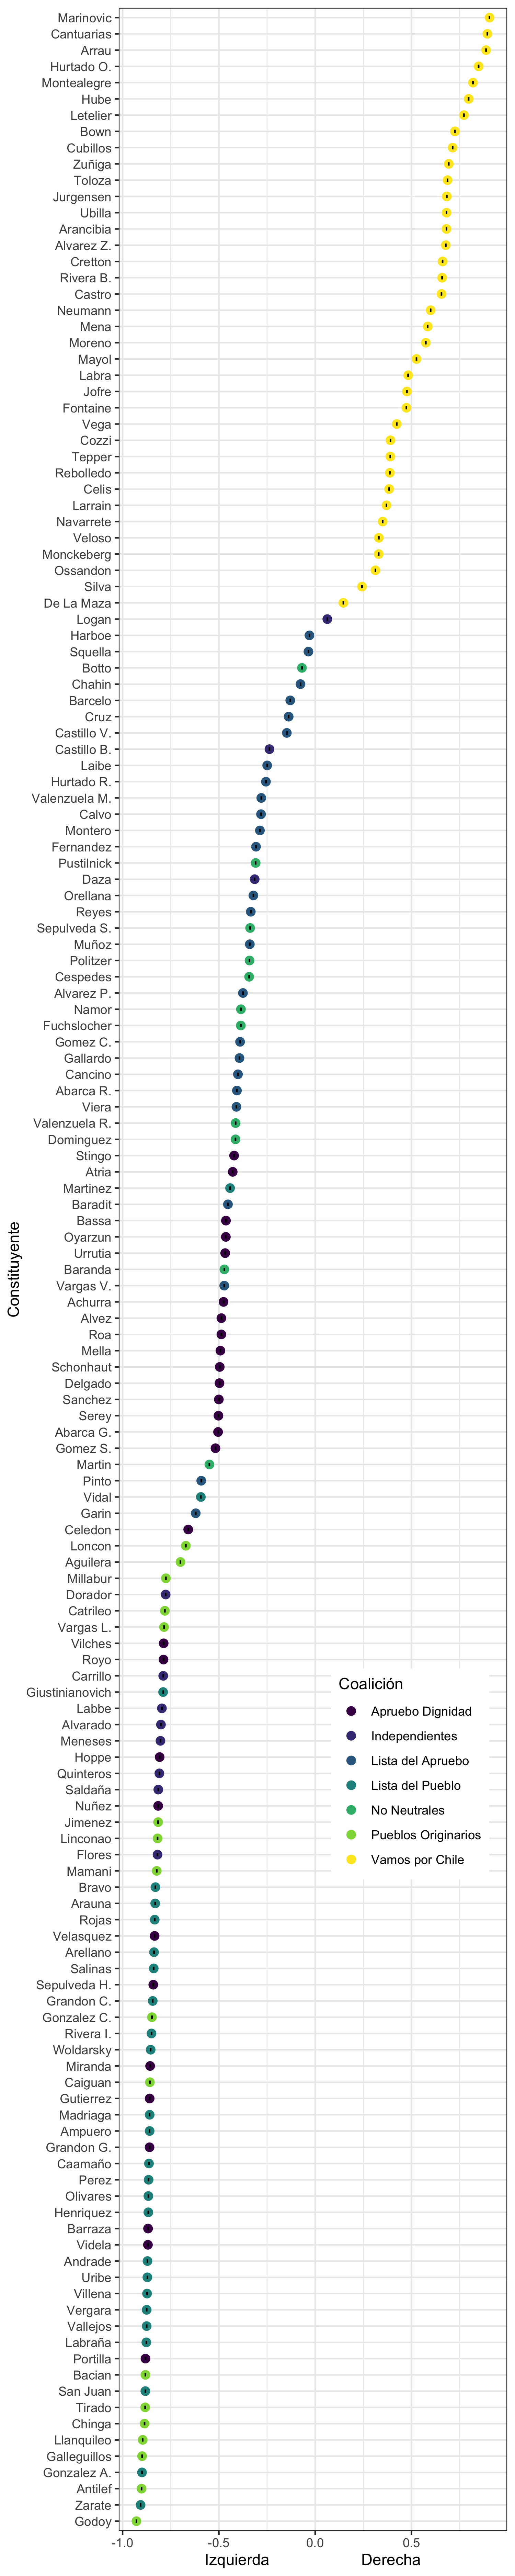 Marinovic
Cantuarias
Arrau
Hurtado O.
Montealegre
Hube
Letelier
Bown
Cubillos
Zuñiga
Toloza
Jurgensen
Ubilla
Arancibia
Alvarez Z.
Cretton
Rivera B.
Castro
Neumann
Mena
Moreno
Mayol
Labra
Jofre
Fontaine
Vega
Cozzi
Tepper
Rebolledo
Celis
Larrain
Navarrete
Veloso
Monckeberg
Ossandon
Silva
De La Maza
Logan
Harboe
Squella
Botto
Chahin
Barcelo
Cruz
Castillo V.
Castillo B.
Laibe
Hurtado R.
Valenzuela M.
Calvo
Montero
Fernandez
Pustilnick
Daza
Orellana
Reyes
Sepulveda S.
Muñoz
Politzer
Cespedes
Alvarez P.
Namor
Fuchslocher
Gomez C.
Gallardo
Cancino
Abarca R.
Viera
Valenzuela R.
Dominguez
Stingo
Atria
Martinez
Baradit
Bassa
Oyarzun
Urrutia
Baranda
Vargas V.
Achurra
Alvez
Roa
Mella
Schonhaut
Delgado
Sanchez
Serey
Abarca G.
Gomez S.
Martin
Pinto
Vidal
Garin
Celedon
Loncon
Aguilera
Millabur
Dorador
Catrileo
Vargas L.
Vilches
Royo
Carrillo
Giustinianovich
Labbe
Alvarado
Meneses
Hoppe
Quinteros
Saldaña
Nuñez
Jimenez
Linconao
Flores
Mamani
Bravo
Arauna
Rojas
Velasquez
Arellano
Salinas
Sepulveda H.
Grandon C.
Gonzalez C.
Rivera I.
Woldarsky
Miranda
Caiguan
Gutierrez
Madriaga
Ampuero
Grandon G.
Caamaño
Perez
Olivares
Henriquez
Barraza
Videla
Andrade
Uribe
Villena
Vergara
Vallejos
Labraña
Portilla
Bacian
San Juan
Tirado
Chinga
Llanquileo
Galleguillos
Gonzalez A.
Antilef
Zarate
Godoy
Constituyente
Coalición
Apruebo Dignidad
Independientes
Lista del Apruebo
Lista del Pueblo
No Neutrales
Pueblos Originarios
Vamos por Chile
-1.0 -0.5 0.0 0.5
Izquierda Derecha